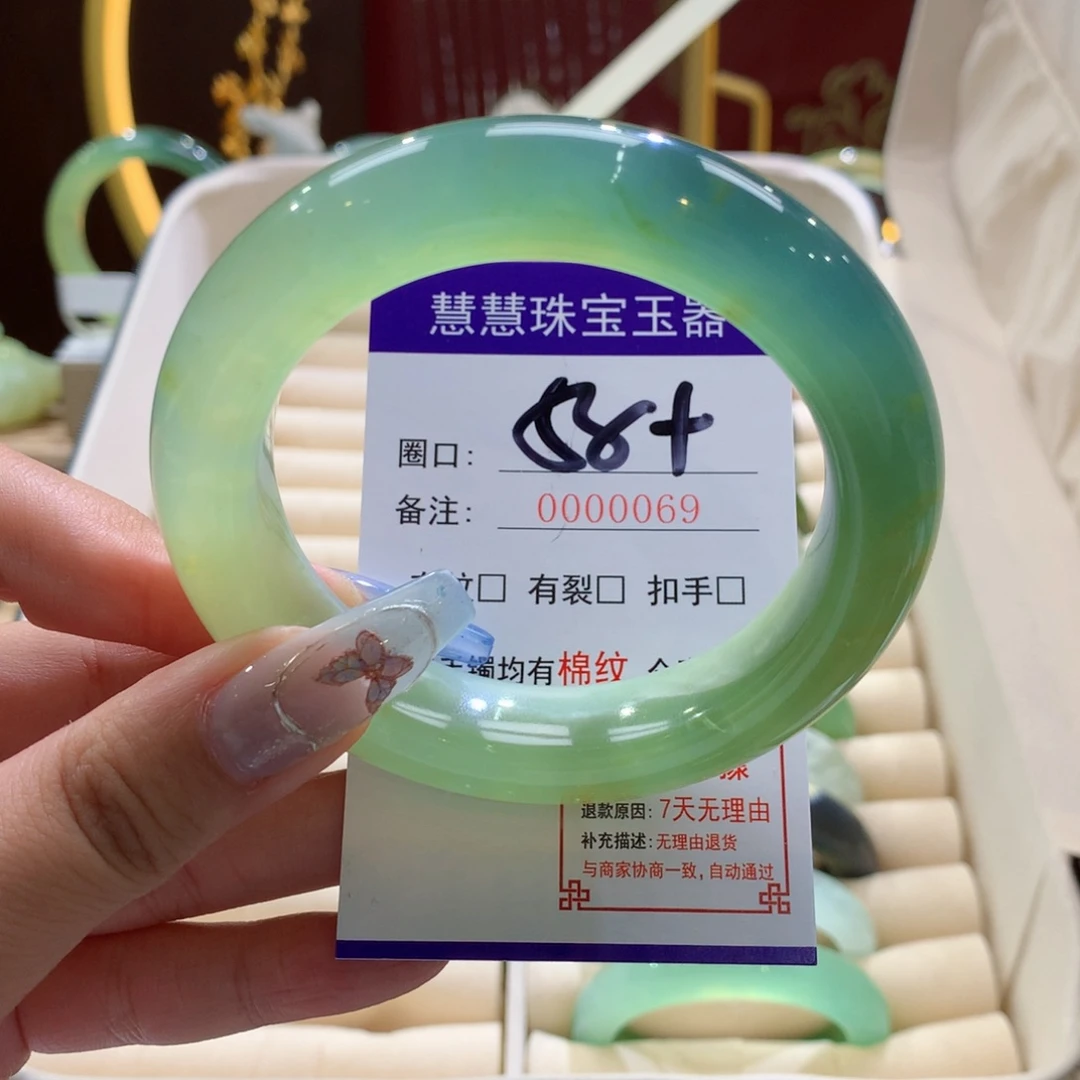 慧慧珠宝玉器
圈口: 58+
备注: 0000069
纹□ 有裂□ 扣手□
镯均有棉纹
退款原因: 7天无理由
补充描述: 无理由退货
与商家协商一致, 自动通过